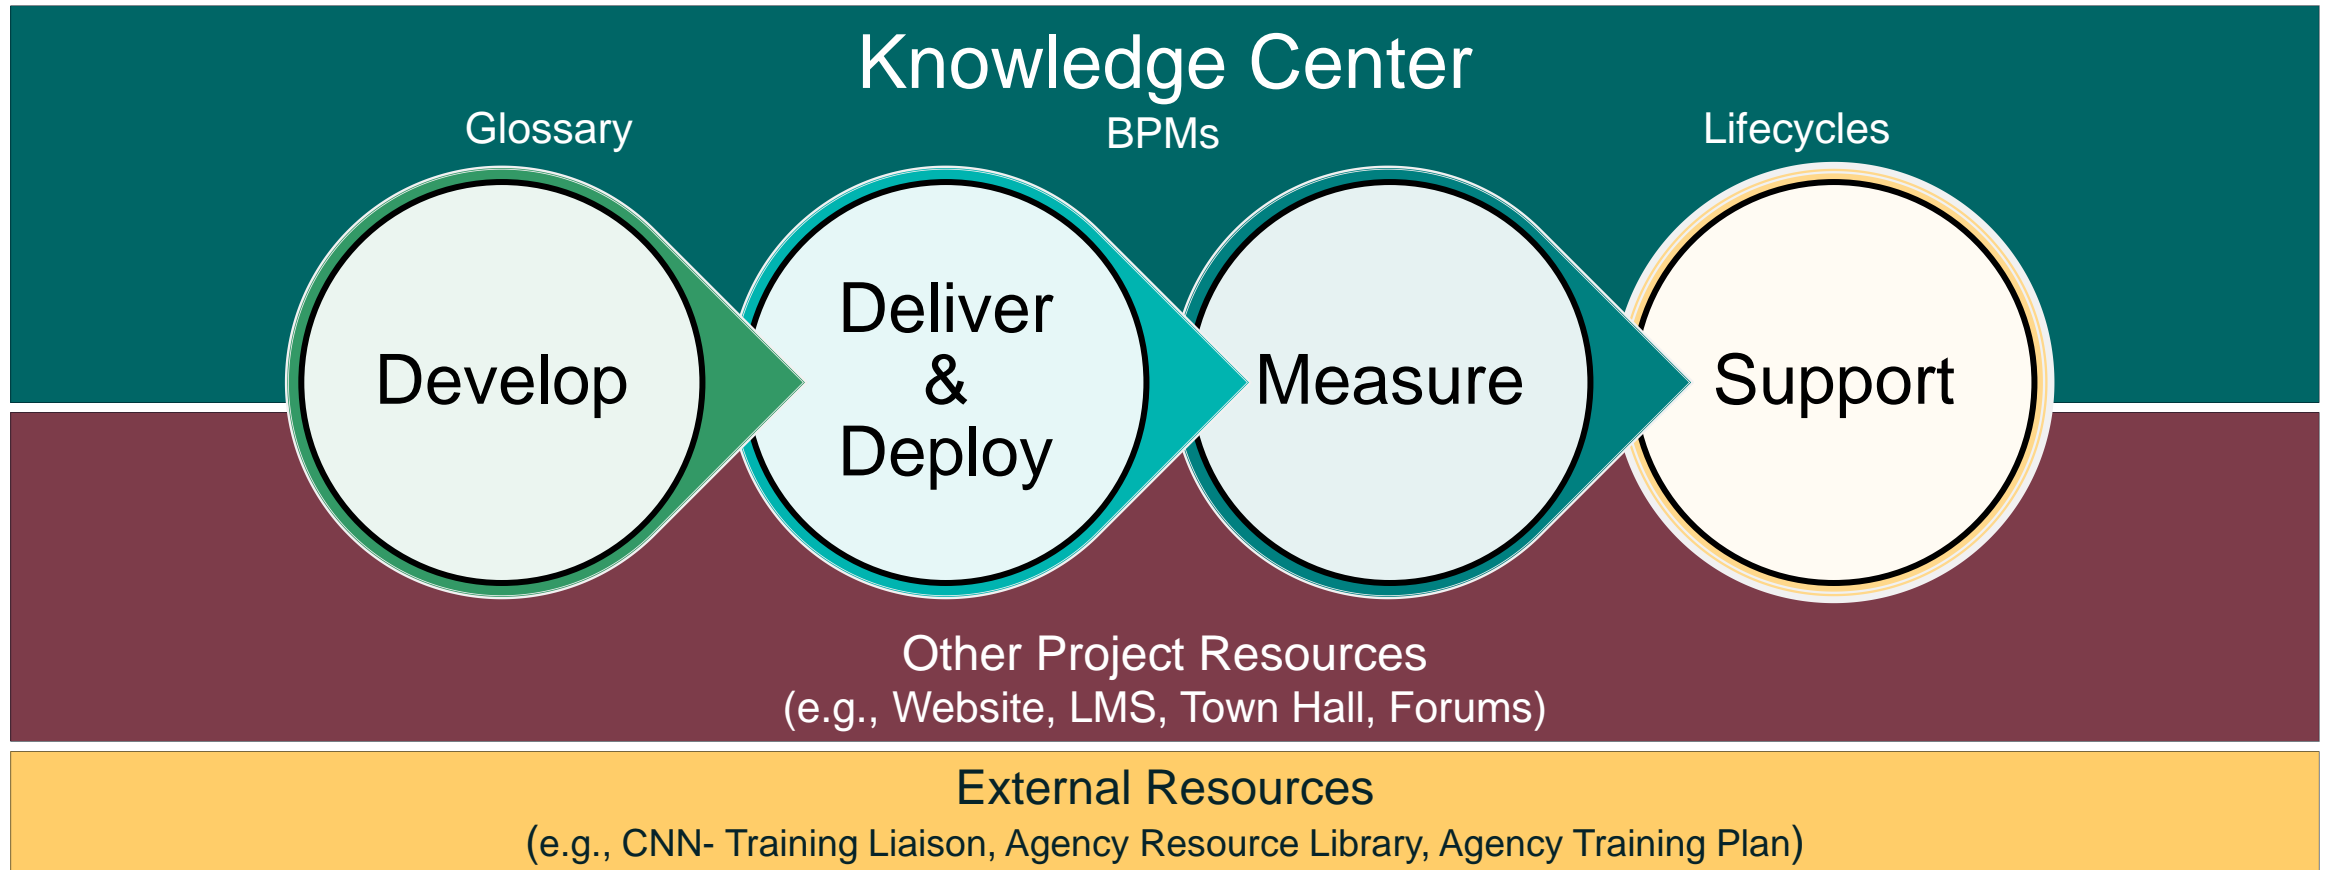 Knowledge Center
Glossary
BPMs
Lifecycles
Develop
Deliver
&
Deploy
Measure
Support
Other Project Resources
(e.g., Website, LMS, Town Hall, Forums)
External Resources
(e.g., CNN- Training Liaison, Agency Resource Library, Agency Training Plan)